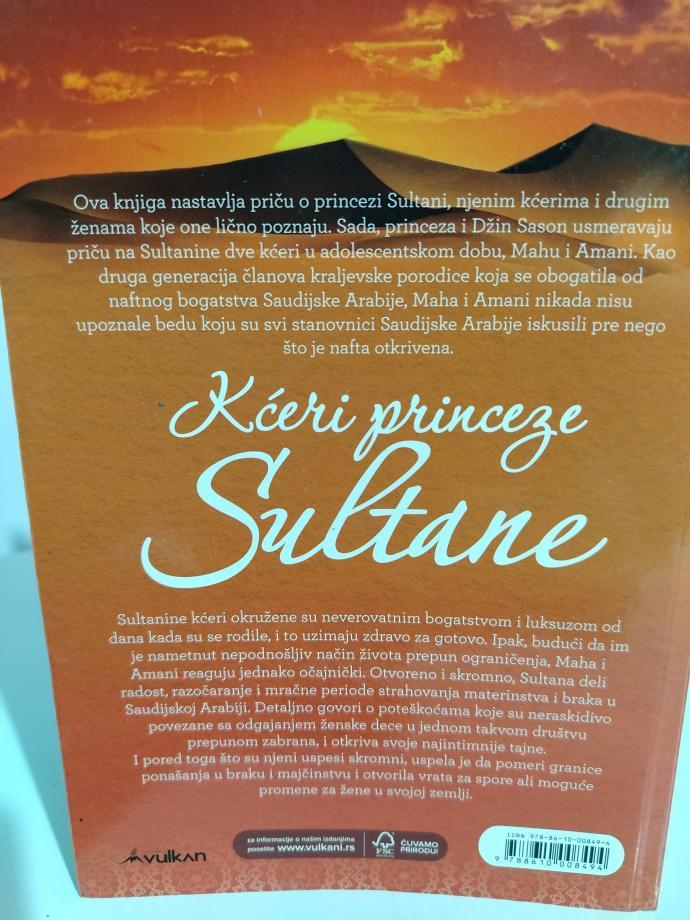 Ova knjiga nastavlja priču o princezi Sultani, njenim kćerima i drugim
ženama koje one lično poznaju. Sada, princeza i Džin Sason usmeravaju
priču na Sultanine dve kćeri u adolescentskom dobu, Mahu i Amani. Kao
druga generacija članova kraljevske porodice koja se obogatila od
naftnog bogatstva Saudijske Arabije, Maha i Amani nikada nisu
upoznale bedu koju su svi stanovnici Saudijske Arabije iskusili pre nego
što je nafta otkrivena.
Kćeri princeze
Sultane
Sultanine kćeri okružene su neverovatnim bogatstvom i luksuzom od
dana kada su se rodile, i to uzimaju zdravo za gotovo. Ipak, budući da im
je nametnut nepodnošljiv način života prepun ograničenja, Maha i
Amani reaguju jednako očajnički. Otvoreno i skromno, Sultana deli
radost, razočaranje i mračne periode strahovanja materinstva i braka u
Saudijskoj Arabiji. Detaljno govori o poteškoćama koje su neraskidivo
povezane sa odgajanjem ženske dece u jednom takvom društvu
prepunom zabrana, i otkriva svoje najintimnije tajne.
I pored toga što su njeni uspesi skromni, uspela je da pomeri granice
ponašanja u braku i majčinstvu i otvorila vrata za spore ali moguće
promene za žene u svojoj zemlji.
vulkan
za informacije o našim izdanjima
posetite www.vulkani.rs
FSC
ČUVAMO
PRIRODU!
ISBN 978-86-10-00849-4
9 788610 008494